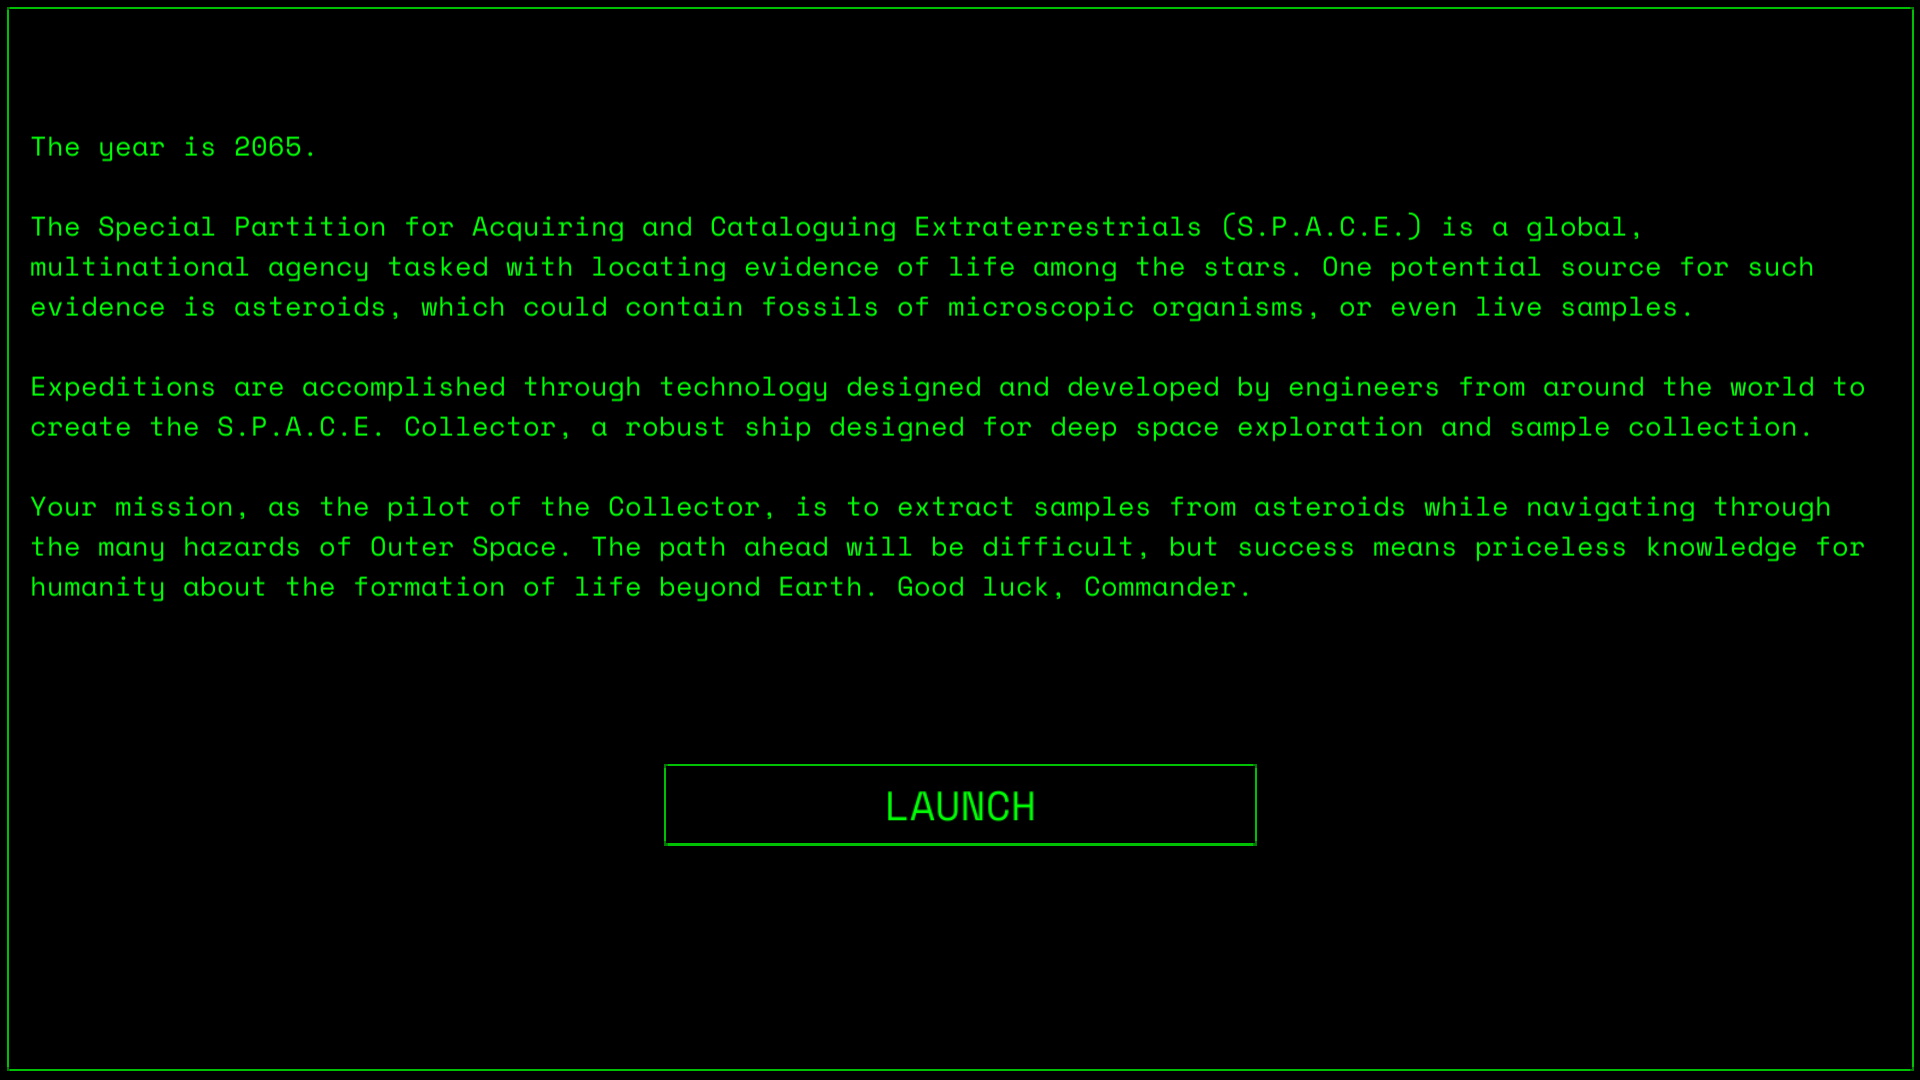 The year is 2065.
The Special Partition for Acquiring and Cataloguing Extraterrestrials (S.P.A.C.E.) is a global,
multinational agency tasked with locating evidence of life among the stars. One potential source for such
evidence is asteroids, which could contain fossils of microscopic organisms, or even live samples.
Expeditions are accomplished through technology designed and developed by engineers from around the world to
create the S.P.A.C.E. Collector, a robust ship designed for deep space exploration and sample collection.
Your mission, as the pilot of the Collector, is to extract samples from asteroids while navigating through
the many hazards of Outer Space. The path ahead will be difficult, but success means priceless knowledge for
humanity about the formation of life beyond Earth. Good luck, Commander.
LAUNCH